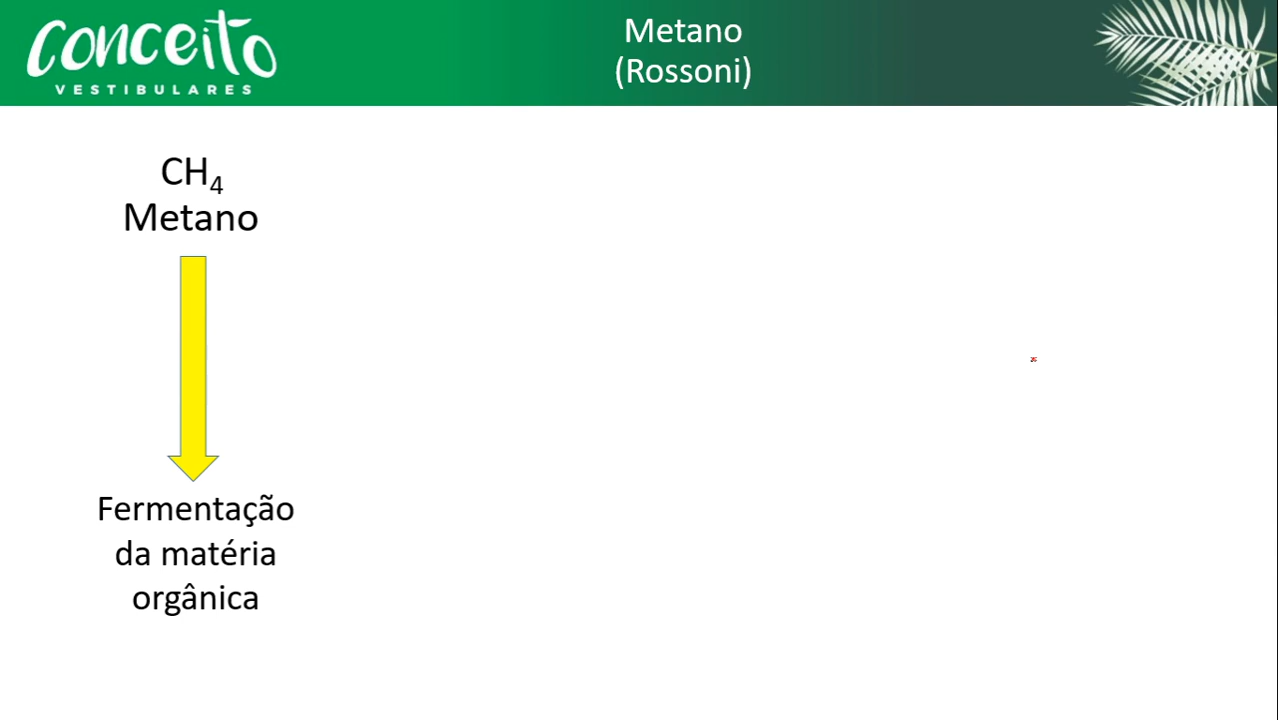 conceito
VESTIBULARES
Metano
(Rossoni)
CH₄
Metano
Fermentação
da matéria
orgânica